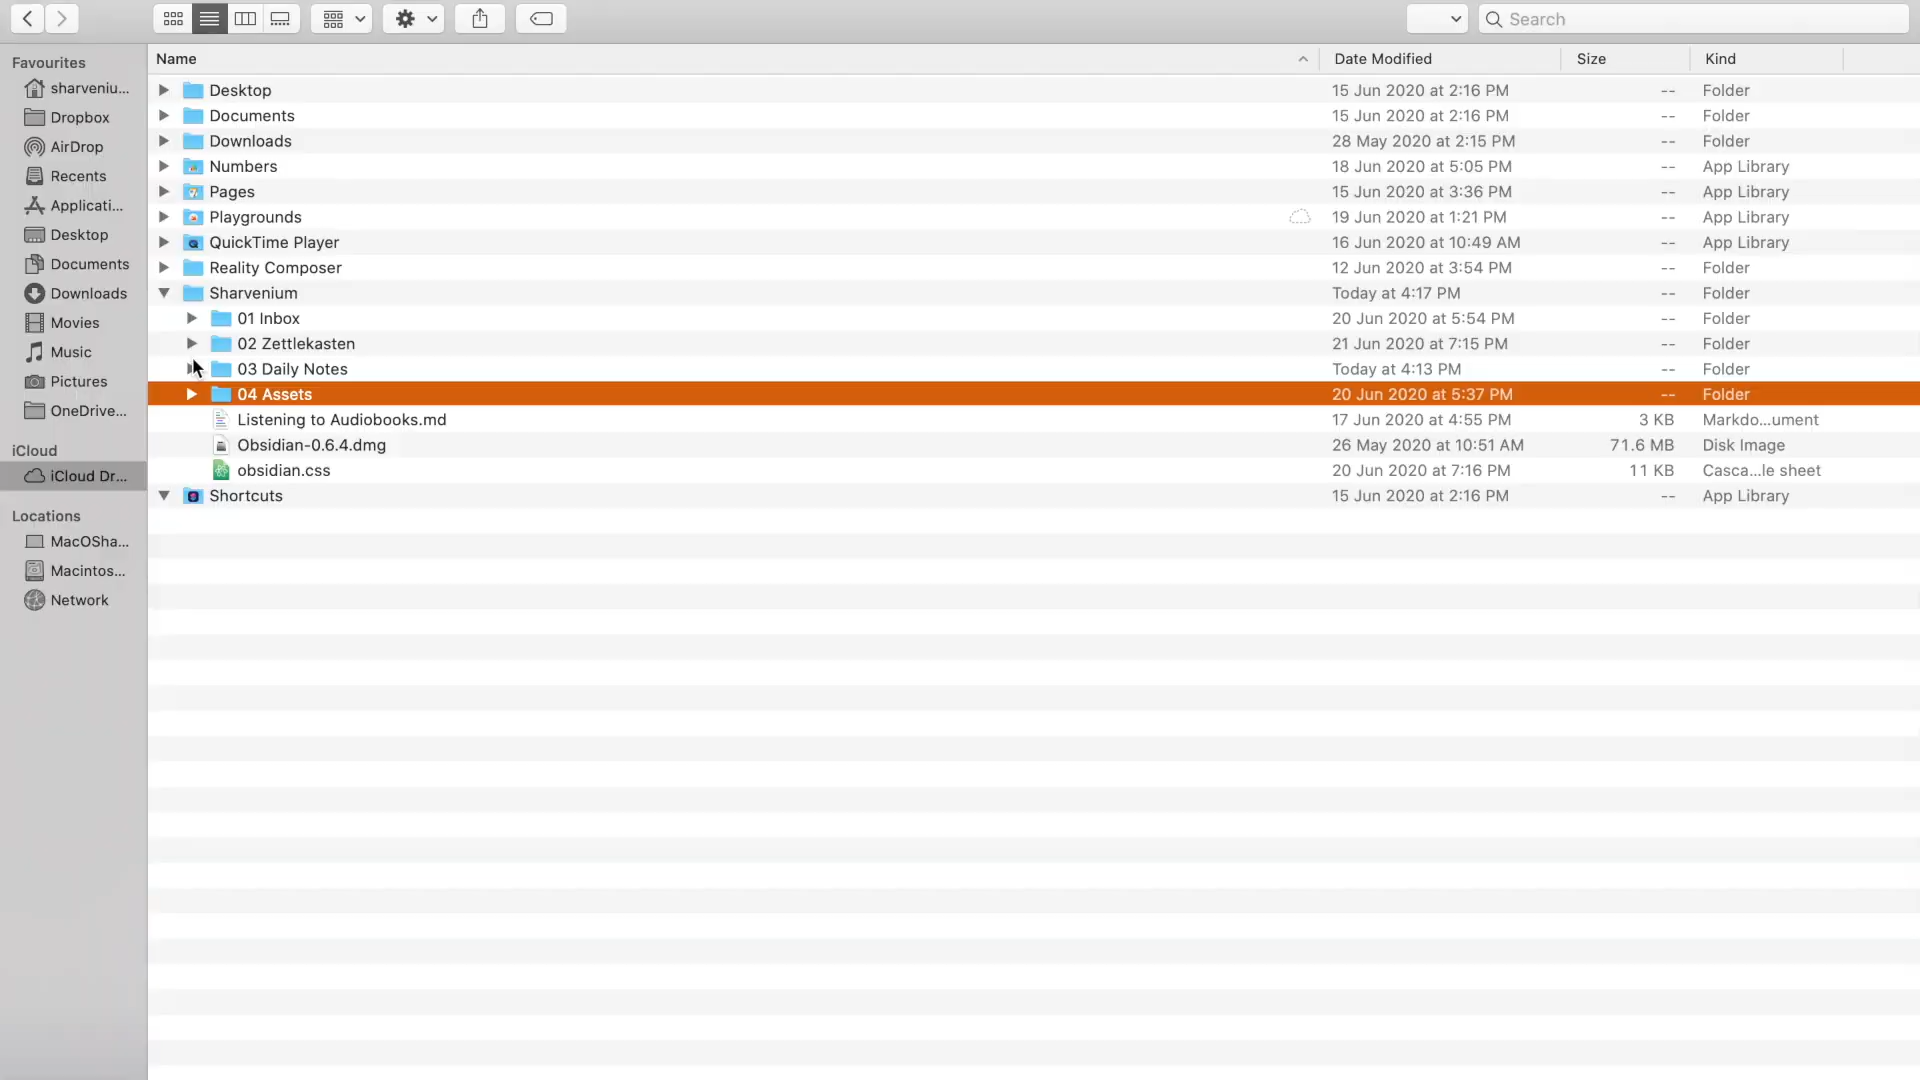 Search
Favourites
Name Date Modified Size Kind
sharveniu...
Dropbox
AirDrop
Recents
Applicati...
Desktop
Documents
Downloads
Movies
Music
Pictures
OneDrive...
iCloud
iCloud Dr...
Locations
MacOSha...
Macintos...
Network
Desktop 15 Jun 2020 at 2:16 PM -- Folder
Documents 15 Jun 2020 at 2:16 PM -- Folder
Downloads 28 May 2020 at 2:15 PM -- Folder
Numbers 18 Jun 2020 at 5:05 PM -- App Library
Pages 15 Jun 2020 at 3:36 PM -- App Library
Playgrounds 19 Jun 2020 at 1:21 PM -- App Library
QuickTime Player 16 Jun 2020 at 10:49 AM -- App Library
Reality Composer 12 Jun 2020 at 3:54 PM -- Folder
Sharvenium Today at 4:17 PM -- Folder
01 Inbox 20 Jun 2020 at 5:54 PM -- Folder
02 Zettlekasten 21 Jun 2020 at 7:15 PM -- Folder
03 Daily Notes Today at 4:13 PM -- Folder
04 Assets 20 Jun 2020 at 5:37 PM -- Folder
Listening to Audiobooks.md 17 Jun 2020 at 4:55 PM 3 KB Markdo...ument
Obsidian-0.6.4.dmg 26 May 2020 at 10:51 AM 71.6 MB Disk Image
obsidian.css 20 Jun 2020 at 7:16 PM 11 KB Casca...le sheet
Shortcuts 15 Jun 2020 at 2:16 PM -- App Library